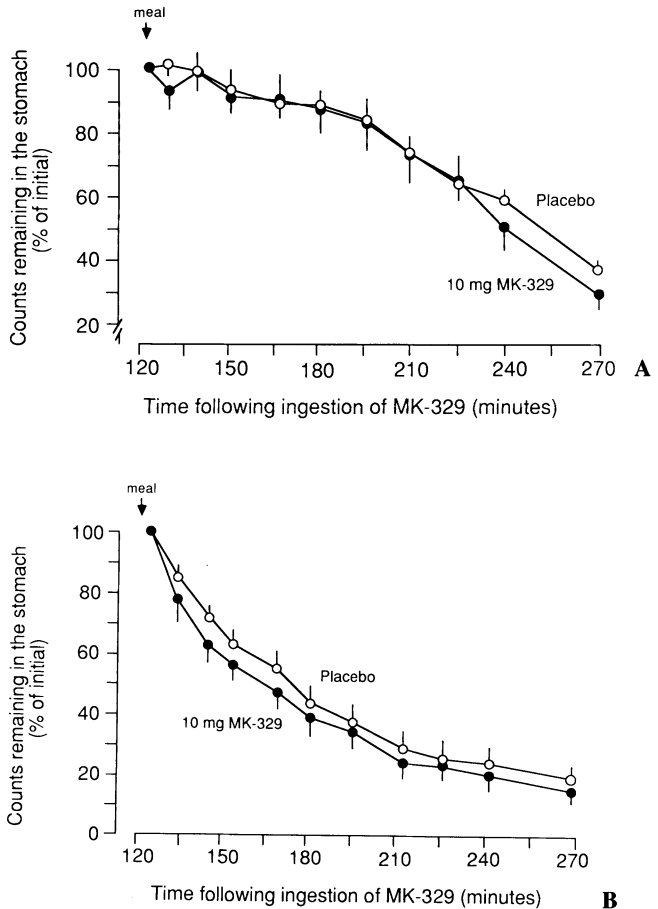 meal
100
80
60
40
20
Counts remaining in the stomach
(% of initial)
Placebo
10 mg MK-329
120 150 180 210 240 270
A
Time following ingestion of MK-329 (minutes)
meal
100
80
60
40
20
0
Counts remaining in the stomach
(% of initial)
Placebo
10 mg MK-329
120 150 180 210 240 270
Time following ingestion of MK-329 (minutes)
B